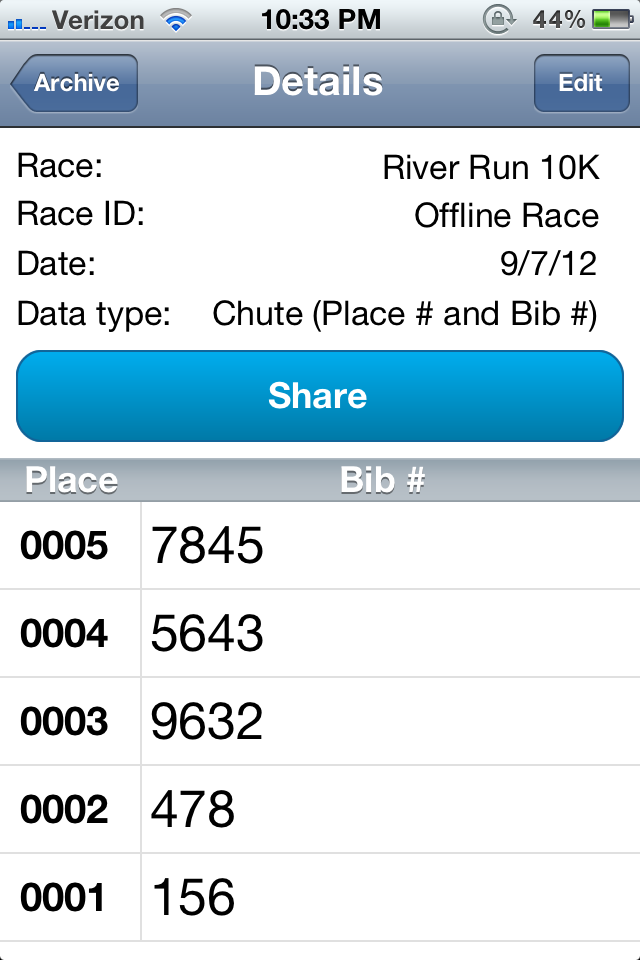 Verizon 10:33 PM 44%
Archive Details Edit
Race: River Run 10K
Race ID: Offline Race
Date: 9/7/12
Data type: Chute (Place # and Bib #)
Share
Place Bib #
0005 7845
0004 5643
0003 9632
0002 478
0001 156